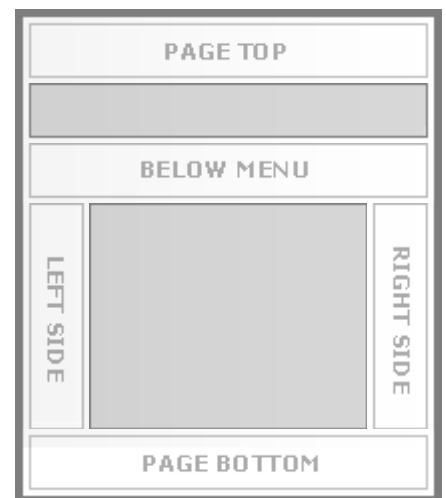 PAGE TOP
BELOW MENU
LEFT SIDE
RIGHT SIDE
PAGE BOTTOM